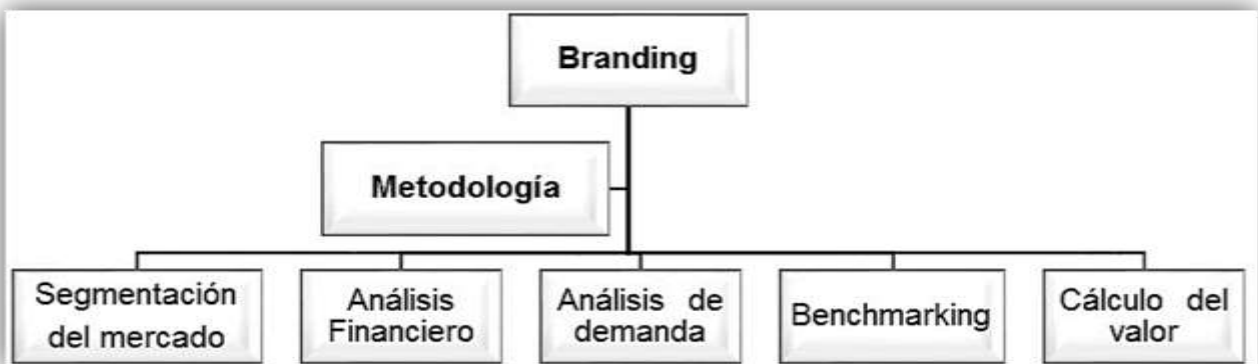 Branding
Metodología
Segmentación
del mercado
Análisis
Financiero
Análisis de
demanda
Benchmarking
Cálculo del
valor